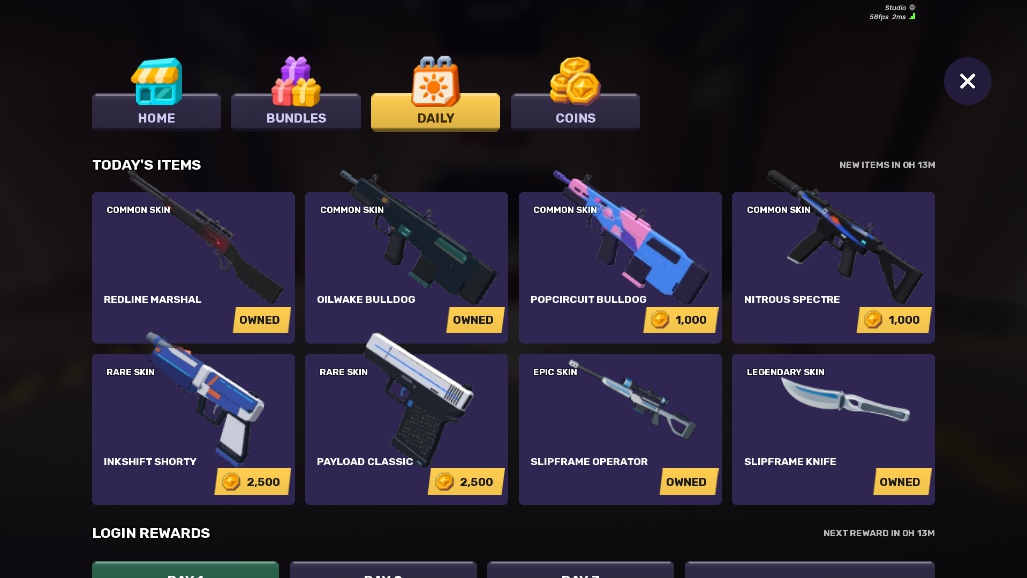 Studio
58fps 2ms
HOME
BUNDLES
DAILY
COINS
TODAY'S ITEMS
NEW ITEMS IN 0H 13M
COMMON SKIN
COMMON SKIN
COMMON SKIN
COMMON SKIN
REDLINE MARSHAL
OILWAKE BULLDOG
POPCIRCUIT BULLDOG
NITROUS SPECTRE
OWNED
OWNED
1,000
1,000
RARE SKIN
RARE SKIN
EPIC SKIN
LEGENDARY SKIN
INKSHIFT SHORTY
PAYLOAD CLASSIC
SLIPFRAME OPERATOR
SLIPFRAME KNIFE
2,500
2,500
OWNED
OWNED
LOGIN REWARDS
NEXT REWARD IN 0H 13M